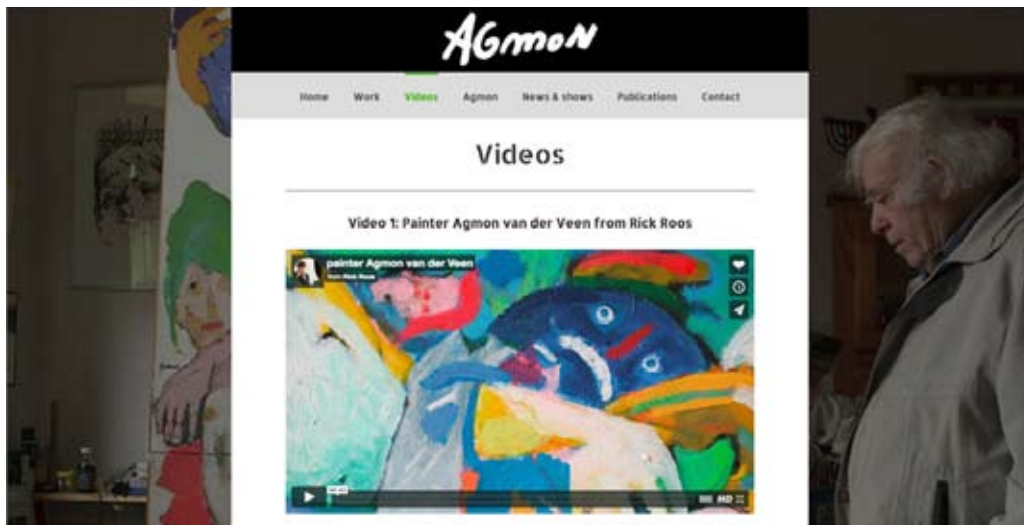 AGmoN
Home Work Videos Agmon News & shows Publications Contact
Videos
Video 1: Painter Agmon van der Veen from Rick Roos
painter Agmon van der Veen
from Rick Roos
HD